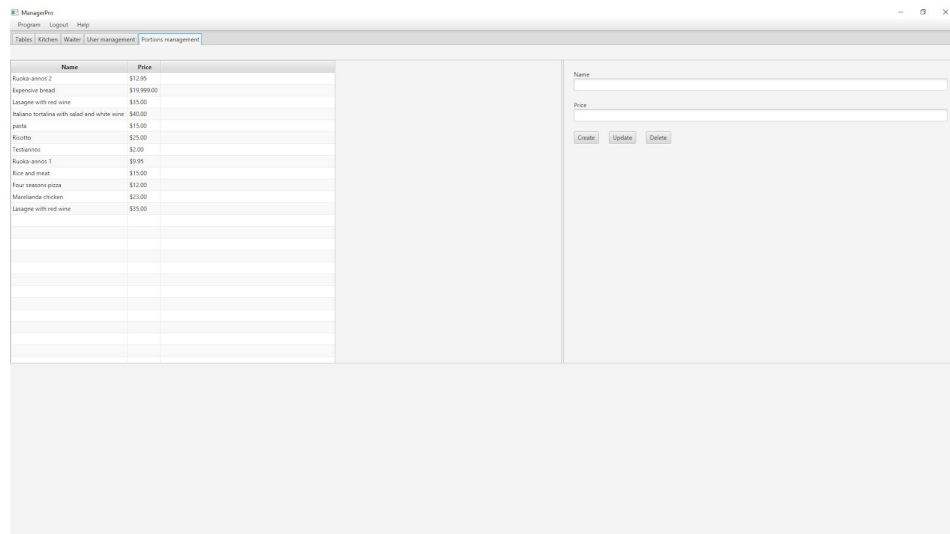 ManagerPro
Program Logout Help
Tables Kitchen Waiter User management Portions management
Name Price
Ruoka-annos 2 $12.95
Expensive bread $19,999.00
Lasagne with red wine $35.00
Italiano tortalina with salad and white wine $40.00
pasta $15.00
Risotto $25.00
Testiannos $2.00
Ruoka-annos 1 $9.95
Rice and meat $15.00
Four seasons pizza $12.00
Marelianda chicken $23.00
Lasagne with red wine $35.00
Name
Price
Create Update Delete